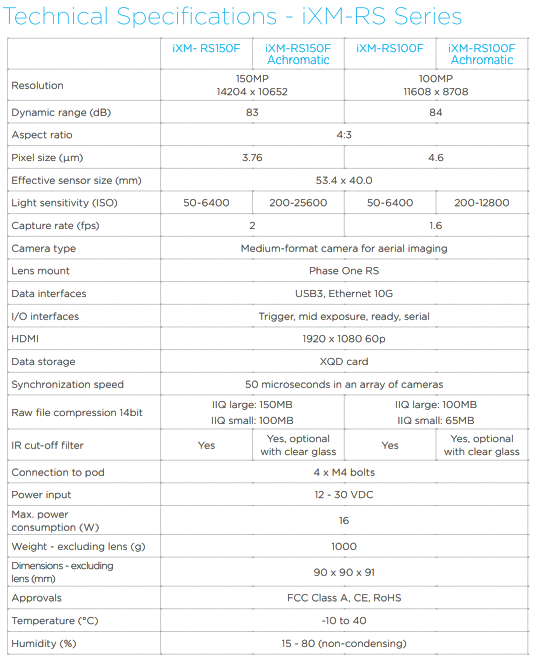 Technical Specifications - iXM-RS Series
iXM- RS150F iXM-RS150F Achromatic iXM-RS100F iXM-RS100F Achromatic
Resolution 150MP 14204 x 10652 100MP 11608 x 8708
Dynamic range (dB) 83 84
Aspect ratio 4:3
Pixel size (µm) 3.76 4.6
Effective sensor size (mm) 53.4 x 40.0
Light sensitivity (ISO) 50-6400 200-25600 50-6400 200-12800
Capture rate (fps) 2 1.6
Camera type Medium-format camera for aerial imaging
Lens mount Phase One RS
Data interfaces USB3, Ethernet 10G
I/O interfaces Trigger, mid exposure, ready, serial
HDMI 1920 x 1080 60p
Data storage XQD card
Synchronization speed 50 microseconds in an array of cameras
Raw file compression 14bit IIQ large: 150MB IIQ small: 100MB IIQ large: 100MB IIQ small: 65MB
IR cut-off filter Yes Yes, optional with clear glass Yes Yes, optional with clear glass
Connection to pod 4 x M4 bolts
Power input 12 - 30 VDC
Max. power consumption (W) 16
Weight - excluding lens (g) 1000
Dimensions - excluding lens (mm) 90 x 90 x 91
Approvals FCC Class A, CE, RoHS
Temperature (°C) -10 to 40
Humidity (%) 15 - 80 (non-condensing)